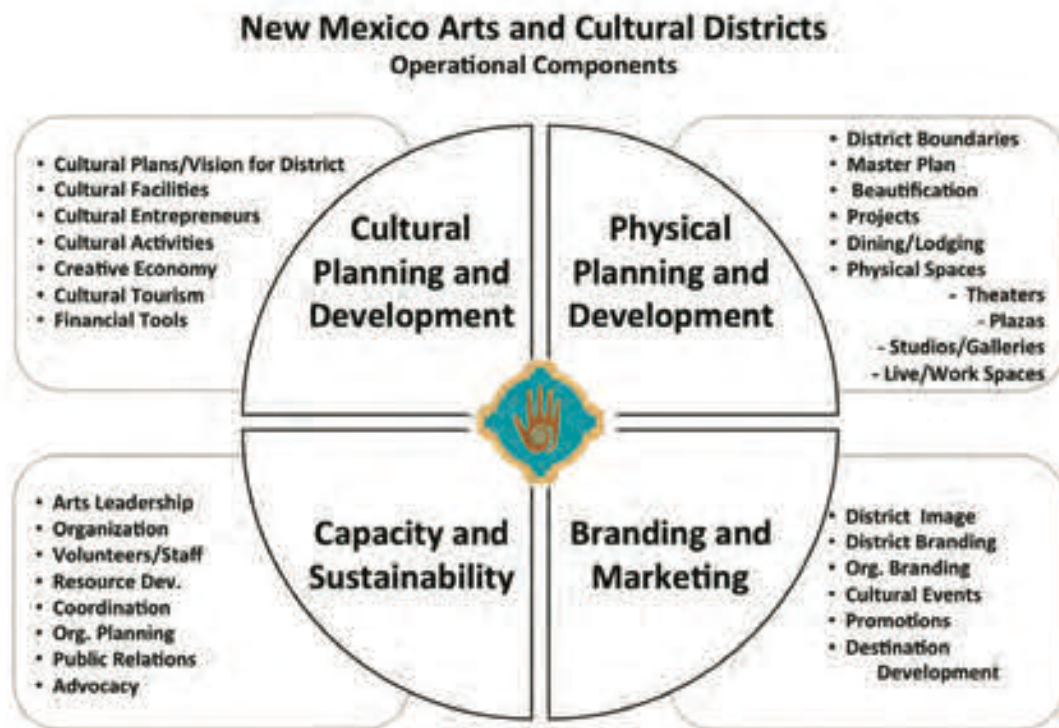 New Mexico Arts and Cultural Districts
Operational Components
• Cultural Plans/Vision for District
• Cultural Facilities
• Cultural Entrepreneurs
• Cultural Activities
• Creative Economy
• Cultural Tourism
• Financial Tools
Cultural
Planning and
Development
Physical
Planning and
Development
• District Boundaries
• Master Plan
• Beautification
• Projects
• Dining/Lodging
• Physical Spaces
- Theaters
- Plazas
- Studios/Galleries
- Live/Work Spaces
• Arts Leadership
• Organization
• Volunteers/Staff
• Resource Dev.
• Coordination
• Org. Planning
• Public Relations
• Advocacy
Capacity and
Sustainability
Branding and
Marketing
• District Image
• District Branding
• Org. Branding
• Cultural Events
• Promotions
• Destination
Development